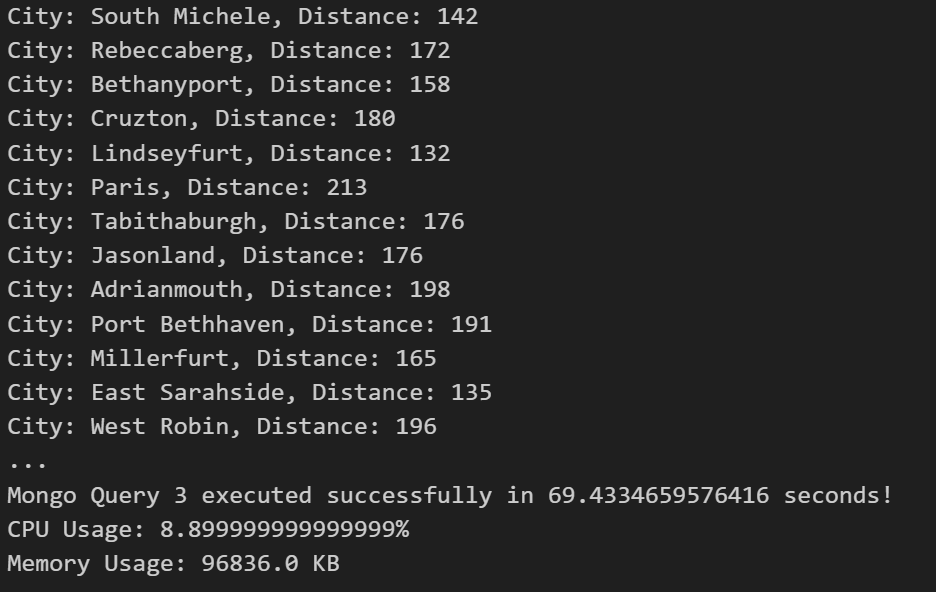 City: South Michele, Distance: 142
City: Rebeccaberg, Distance: 172
City: Bethanyport, Distance: 158
City: Cruzton, Distance: 180
City: Lindseyfurt, Distance: 132
City: Paris, Distance: 213
City: Tabithaburgh, Distance: 176
City: Jasonland, Distance: 176
City: Adrianmouth, Distance: 198
City: Port Bethhaven, Distance: 191
City: Millerfurt, Distance: 165
City: East Sarahside, Distance: 135
City: West Robin, Distance: 196
...
Mongo Query 3 executed successfully in 69.4334659576416 seconds!
CPU Usage: 8.899999999999999%
Memory Usage: 96836.0 KB